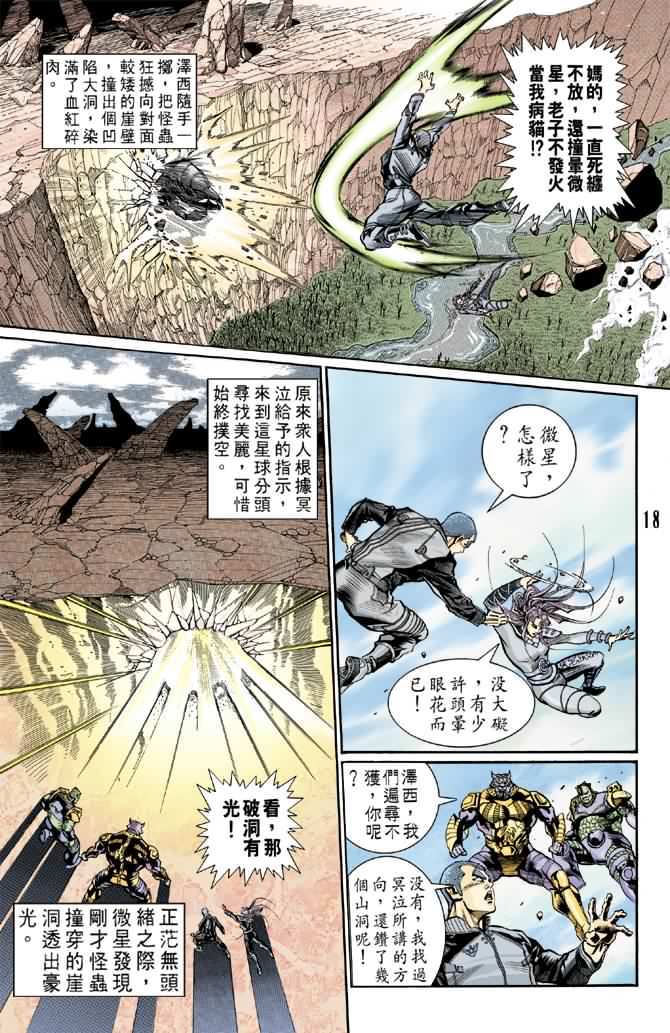 媽的，一直死纏
不放，還撞暈微
星，老子不發火
當我病貓!?
澤西隨手一
擲，把怪蟲
狂撼向對面
較矮的崖壁
，撞出個凹
陷大洞，染
滿了血紅碎
肉。
微星，
怎樣了
？
没大礙
，有少
許頭暈
眼花而
已！
18
原來衆人根據冥
泣給予的指示，
來到這星球分頭
尋找美麗，可惜
始終撲空。
澤西，我
們遍尋不
獲，你呢
？
没有，我找過
冥泣所講的方
向，還鑽了幾
個山洞呢！
看，那
破洞有
光！
正茫無頭
緒之際，
微星發現
剛才怪蟲
撞穿的崖
洞透出豪
光。